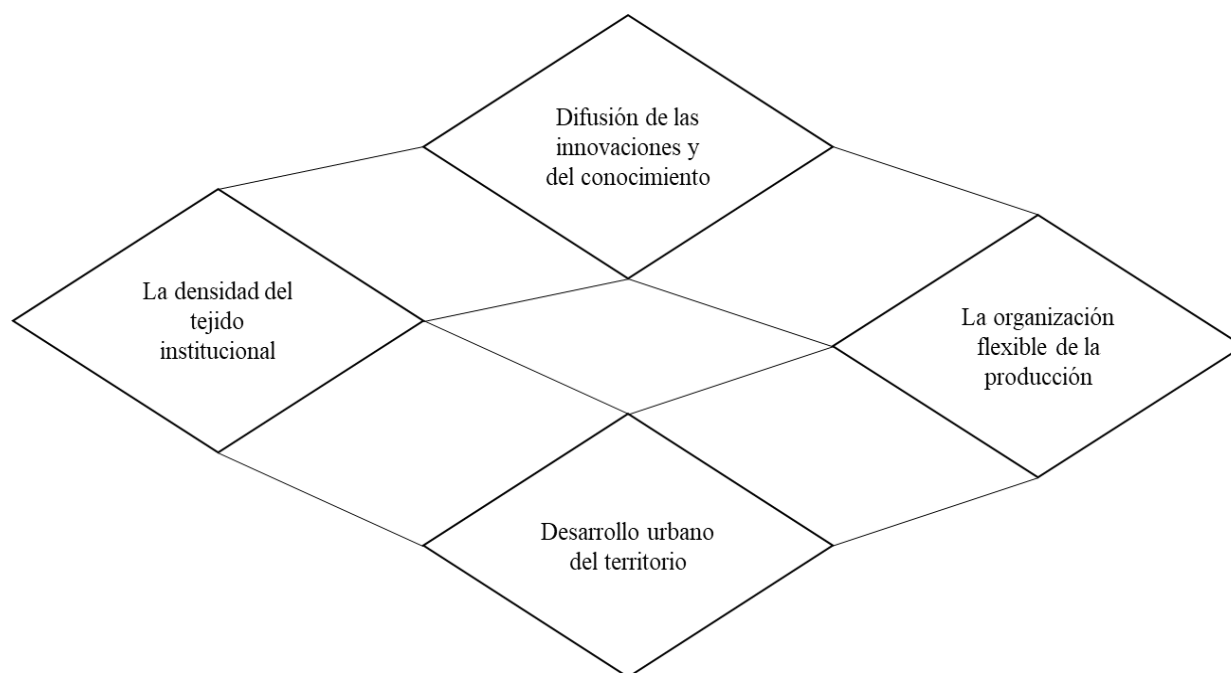 Difusión de las
innovaciones y
del conocimiento
La densidad del
tejido
institucional
La organización
flexible de la
producción
Desarrollo urbano
del territorio